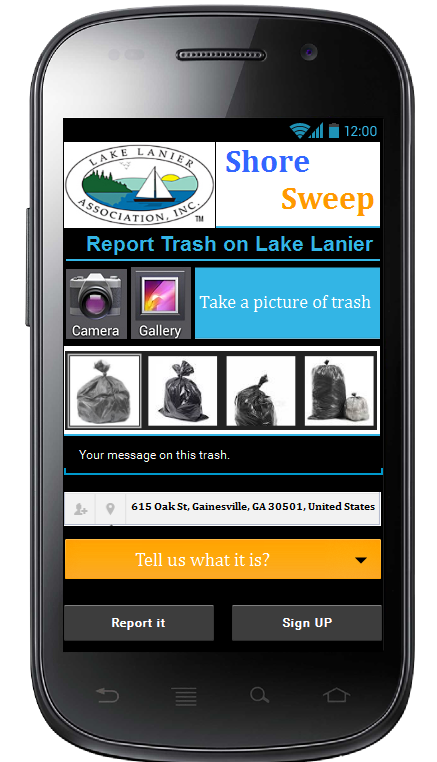 12:00
LAKE LANIER
ASSOCIATION, INC.
TM
Shore
Sweep
Report Trash on Lake Lanier
Camera
Gallery
Take a picture of trash
Your message on this trash.
615 Oak St, Gainesville, GA 30501, United States
Tell us what it is?
Report it
Sign UP